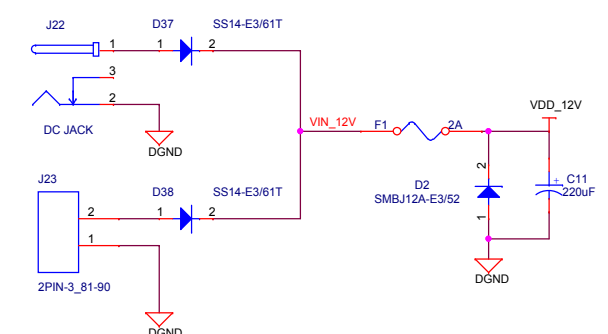 J22
D37 SS14-E3/61T
1 1 2
3
2
DC JACK
DGND
VIN_12V F1 2A VDD_12V
J23
D38 SS14-E3/61T
2 1 2
1
2PIN-3_81-90
DGND
2
D2
SMBJ12A-E3/52
1
+ C11
220uF
DGND